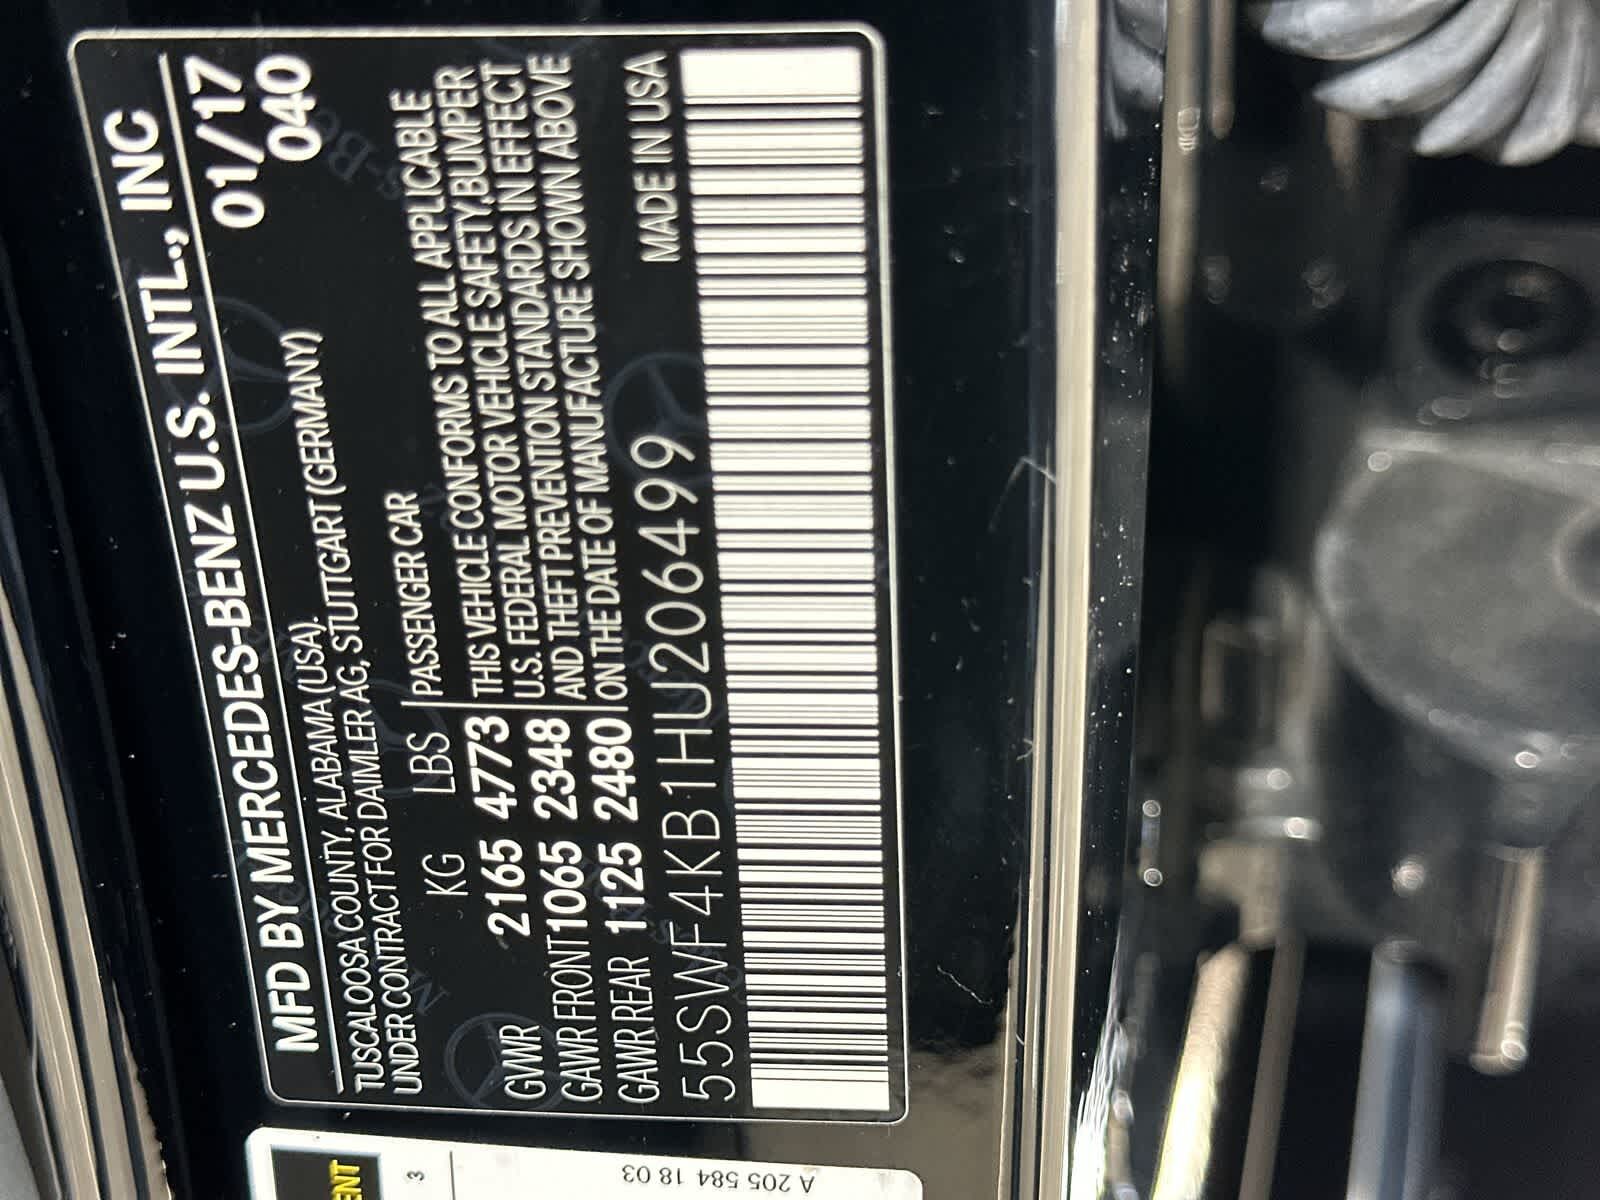 MFD BY MERCEDES-BENZ U.S. INTL., INC
TUSCALOOSA COUNTY, ALABAMA (USA). 01/17
UNDER CONTRACT FOR DAIMLER AG, STUTTGART (GERMANY) 040
KG LBS PASSENGER CAR
GVWR 2165 4773 THIS VEHICLE CONFORMS TO ALL APPLICABLE
U.S. FEDERAL MOTOR VEHICLE SAFETY,BUMPER
GAWR FRONT 1065 2348 AND THEFT PREVENTION STANDARDS IN EFFECT
GAWR REAR 1125 2480 ON THE DATE OF MANUFACTURE SHOWN ABOVE
55SWF4KB1HU206499 MADE IN USA
ENT
3
A 205 584 18 03